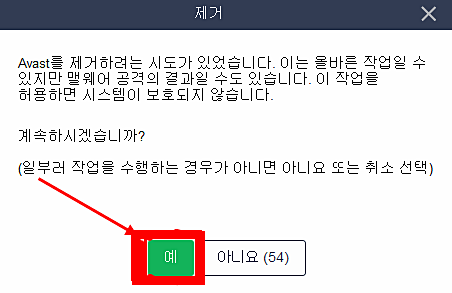 제거
Avast를 제거하려는 시도가 있었습니다. 이는 올바른 작업일 수
있지만 맬웨어 공격의 결과일 수도 있습니다. 이 작업을
허용하면 시스템이 보호되지 않습니다.
계속하시겠습니까?
(일부러 작업을 수행하는 경우가 아니면 아니요 또는 취소 선택)
예
아니요 (54)